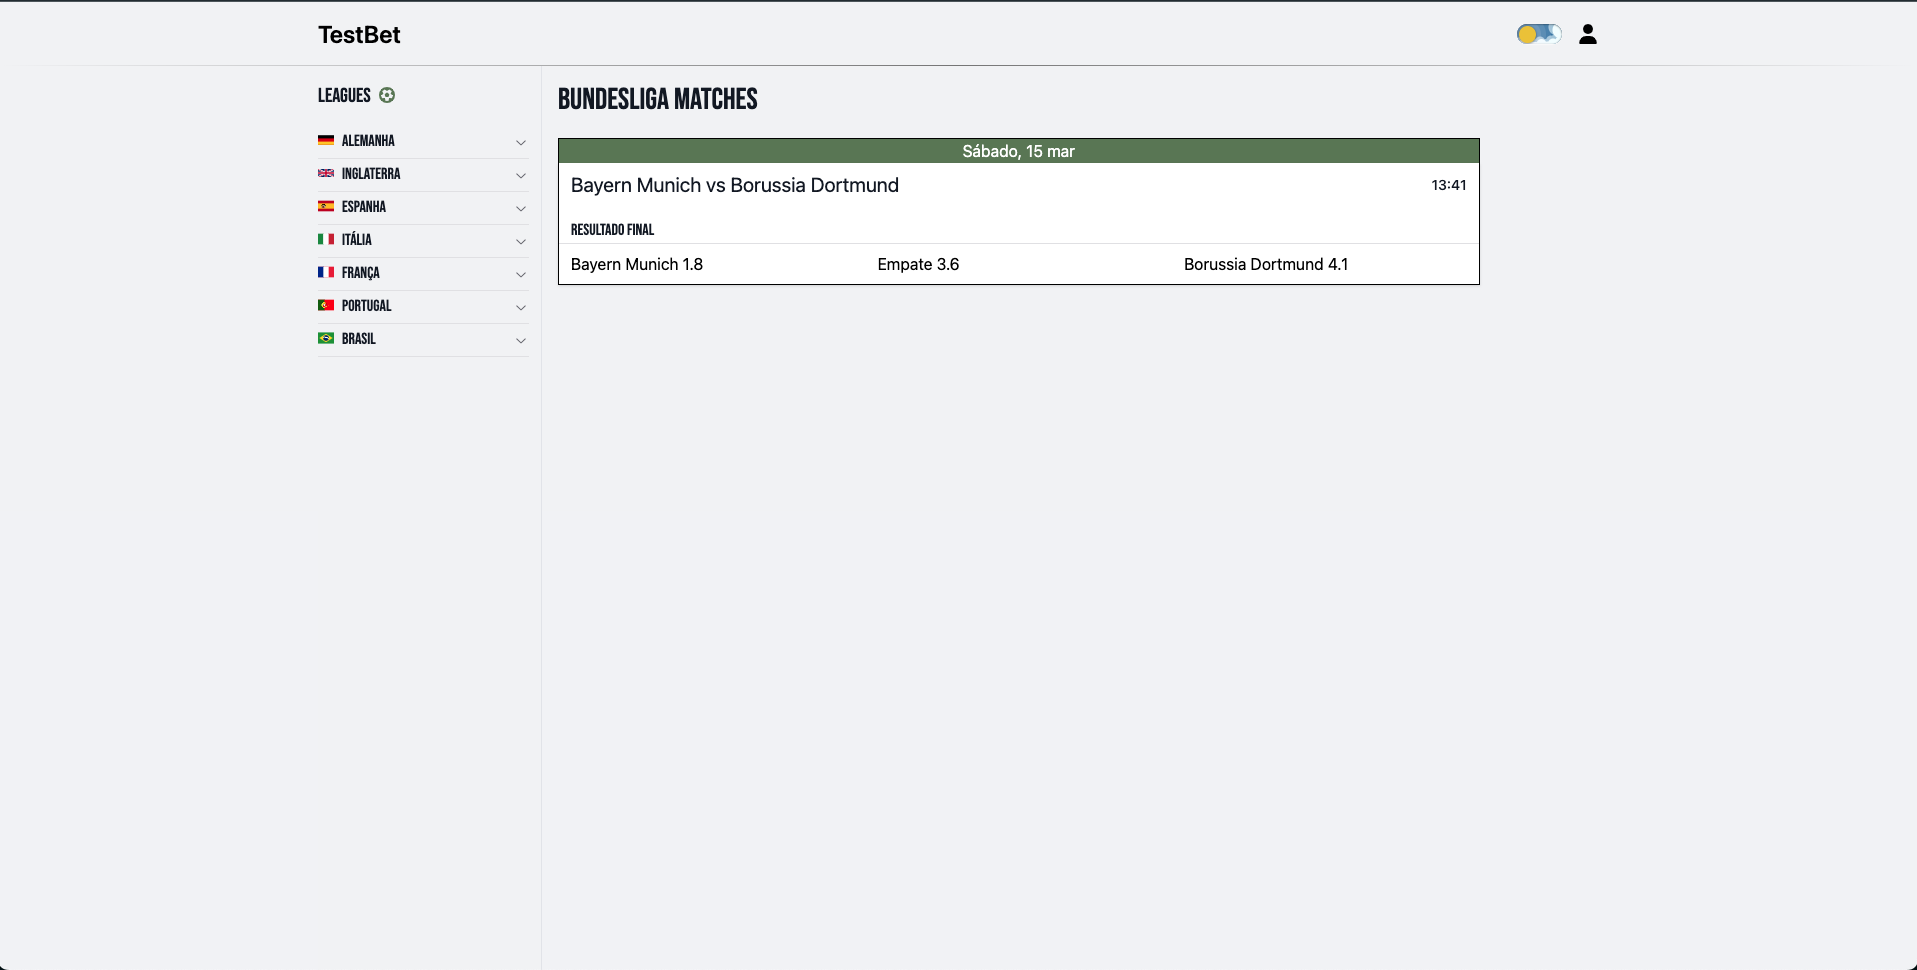 TestBet
LEAGUES
ALEMANHA
INGLATERRA
ESPANHA
ITÁLIA
FRANÇA
PORTUGAL
BRASIL
BUNDESLIGA MATCHES
Sábado, 15 mar
Bayern Munich vs Borussia Dortmund 13:41
RESULTADO FINAL
Bayern Munich 1.8 Empate 3.6 Borussia Dortmund 4.1